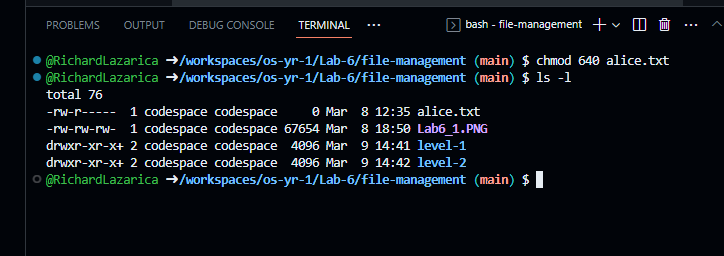 PROBLEMS OUTPUT DEBUG CONSOLE TERMINAL ··· bash - file-management
@RichardLazarica ➜/workspaces/os-yr-1/Lab-6/file-management (main) $ chmod 640 alice.txt
@RichardLazarica ➜/workspaces/os-yr-1/Lab-6/file-management (main) $ ls -l
total 76
-rw-r----- 1 codespace codespace     0 Mar  8 12:35 alice.txt
-rw-rw-rw- 1 codespace codespace 67654 Mar  8 18:50 Lab6_1.PNG
drwxr-xr-x+ 2 codespace codespace  4096 Mar  9 14:41 level-1
drwxr-xr-x+ 2 codespace codespace  4096 Mar  9 14:42 level-2
@RichardLazarica ➜/workspaces/os-yr-1/Lab-6/file-management (main) $